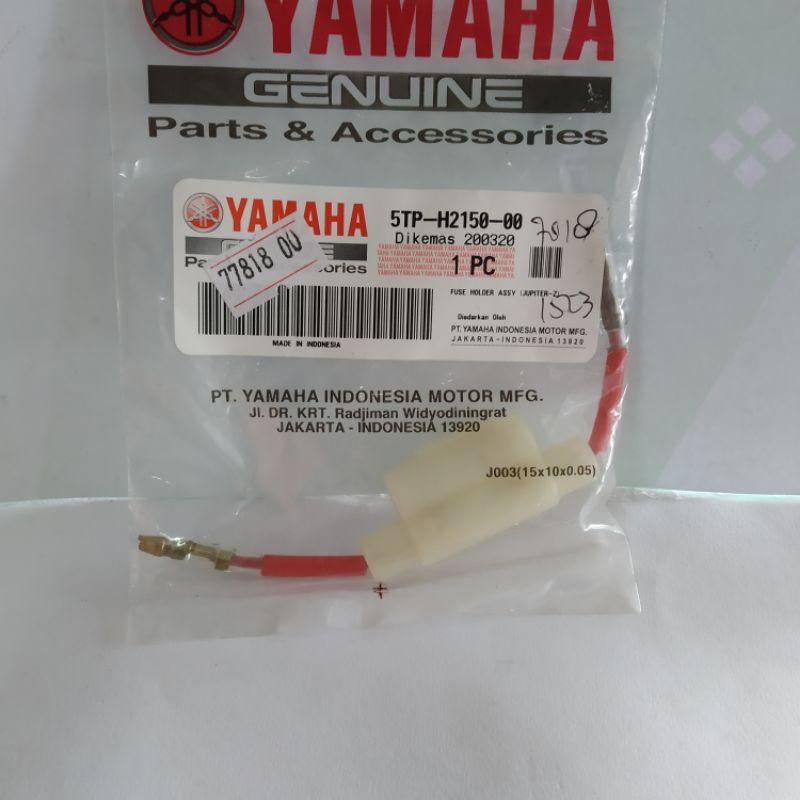 YAMAHA
GENUINE
Parts & Accessories
YAMAHA
5TP-H2150-00
Dikemas 200320
1 PC
77818 00
FUSE HOLDER ASSY (JUPITER-Z)
1553
Diedarkan Oleh
PT. YAMAHA INDONESIA MOTOR MFG.
JAKARTA-INDONESIA 13920
MADE IN INDONESIA
PT. YAMAHA INDONESIA MOTOR MFG.
Jl. DR. KRT. Radjiman Widyodiningrat
JAKARTA - INDONESIA 13920
J003(15x10x0.05)